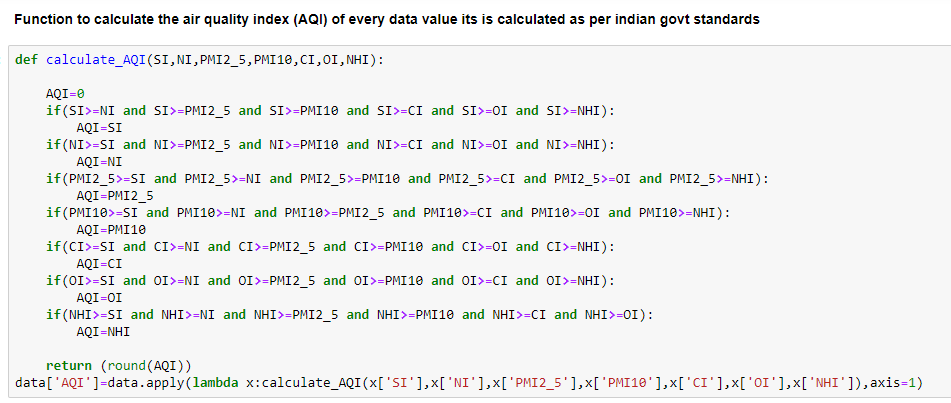 Function to calculate the air quality index (AQI) of every data value its is calculated as per indian govt standards
def calculate_AQI(SI,NI,PMI2_5,PMI10,CI,OI,NHI):
AQI=0
if(SI>=NI and SI>=PMI2_5 and SI>=PMI10 and SI>=CI and SI>=OI and SI>=NHI):
AQI=SI
if(NI>=SI and NI>=PMI2_5 and NI>=PMI10 and NI>=CI and NI>=OI and NI>=NHI):
AQI=NI
if(PMI2_5>=SI and PMI2_5>=NI and PMI2_5>=PMI10 and PMI2_5>=CI and PMI2_5>=OI and PMI2_5>=NHI):
AQI=PMI2_5
if(PMI10>=SI and PMI10>=NI and PMI10>=PMI2_5 and PMI10>=CI and PMI10>=OI and PMI10>=NHI):
AQI=PMI10
if(CI>=SI and CI>=NI and CI>=PMI2_5 and CI>=PMI10 and CI>=OI and CI>=NHI):
AQI=CI
if(OI>=SI and OI>=NI and OI>=PMI2_5 and OI>=PMI10 and OI>=CI and OI>=NHI):
AQI=OI
if(NHI>=SI and NHI>=NI and NHI>=PMI2_5 and NHI>=PMI10 and NHI>=CI and NHI>=OI):
AQI=NHI
return (round(AQI))
data['AQI']=data.apply(lambda x:calculate_AQI(x['SI'],x['NI'],x['PMI2_5'],x['PMI10'],x['CI'],x['OI'],x['NHI']),axis=1)